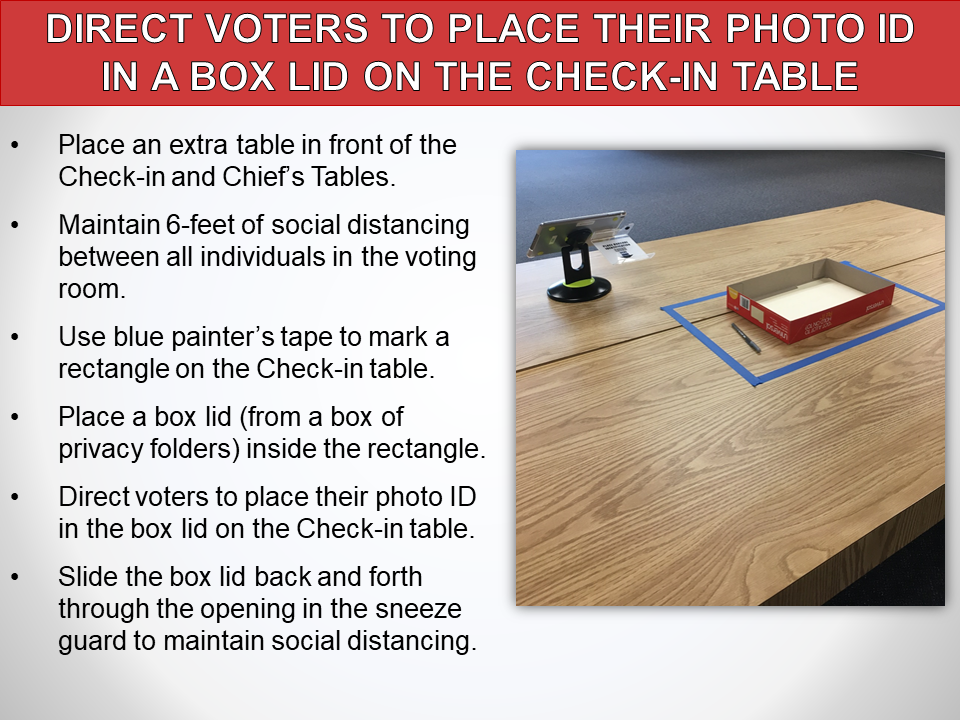 DIRECT VOTERS TO PLACE THEIR PHOTO ID
IN A BOX LID ON THE CHECK-IN TABLE
• Place an extra table in front of the
Check-in and Chief’s Tables.
• Maintain 6-feet of social distancing
between all individuals in the voting
room.
• Use blue painter’s tape to mark a
rectangle on the Check-in table.
• Place a box lid (from a box of
privacy folders) inside the rectangle.
• Direct voters to place their photo ID
in the box lid on the Check-in table.
• Slide the box lid back and forth
through the opening in the sneeze
guard to maintain social distancing.